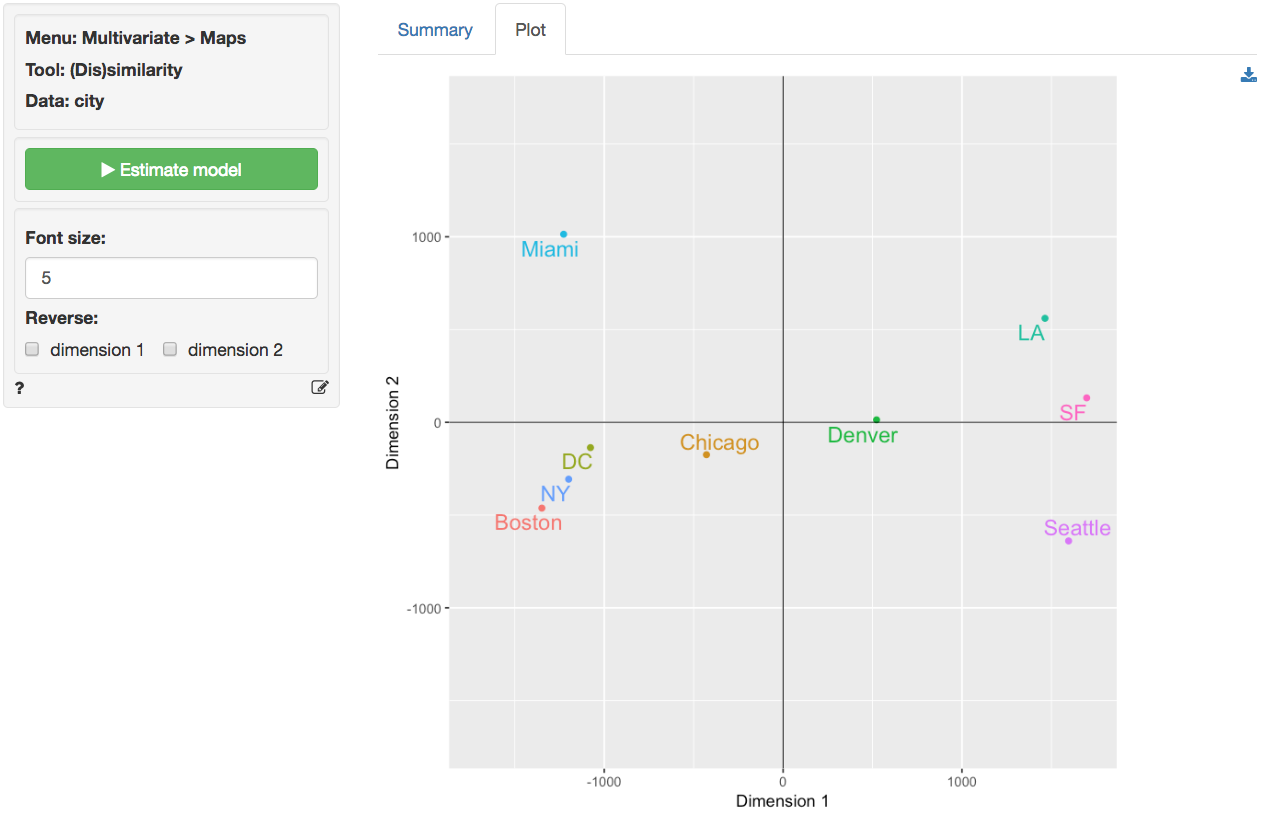 Menu: Multivariate > Maps
Tool: (Dis)similarity
Data: city
Estimate model
Font size:
5
Reverse:
dimension 1 dimension 2
?
Summary Plot
Dimension 2
1000
0
-1000
Miami
LA
SF
Denver
Chicago
DC
NY
Boston
Seattle
-1000 0 1000
Dimension 1